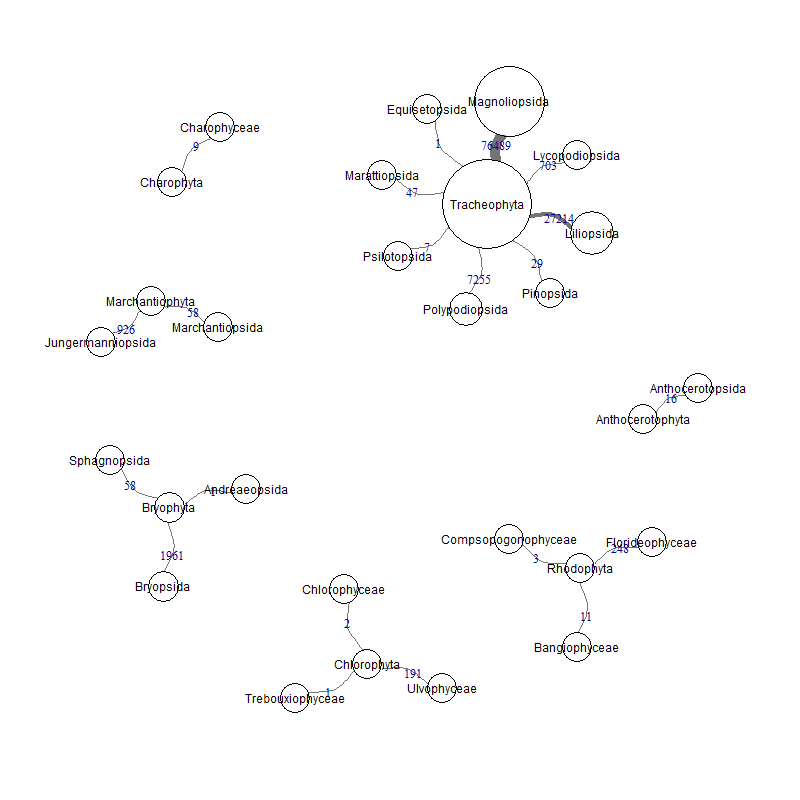 Magnoliopsida
Equisetopsida
Charophyceae
76489
1
9
Lycopodiopsida
703
Marattiopsida
Charophyta
47
Tracheophyta
27214
Liliopsida
7
Psilotopsida
29
7255
Pinopsida
Marchantiophyta
Polypodiopsida
58
926
Marchantiopsida
Jungermanniopsida
Anthocerotopsida
16
Anthocerotophyta
Sphagnopsida
58
Andreaeopsida
1
Bryophyta
Compsopogonophyceae
Florideophyceae
248
1961
3
Rhodophyta
Bryopsida
Chlorophyceae
11
2
Bangiophyceae
Chlorophyta
191
Ulvophyceae
1
Trebouxiophyceae